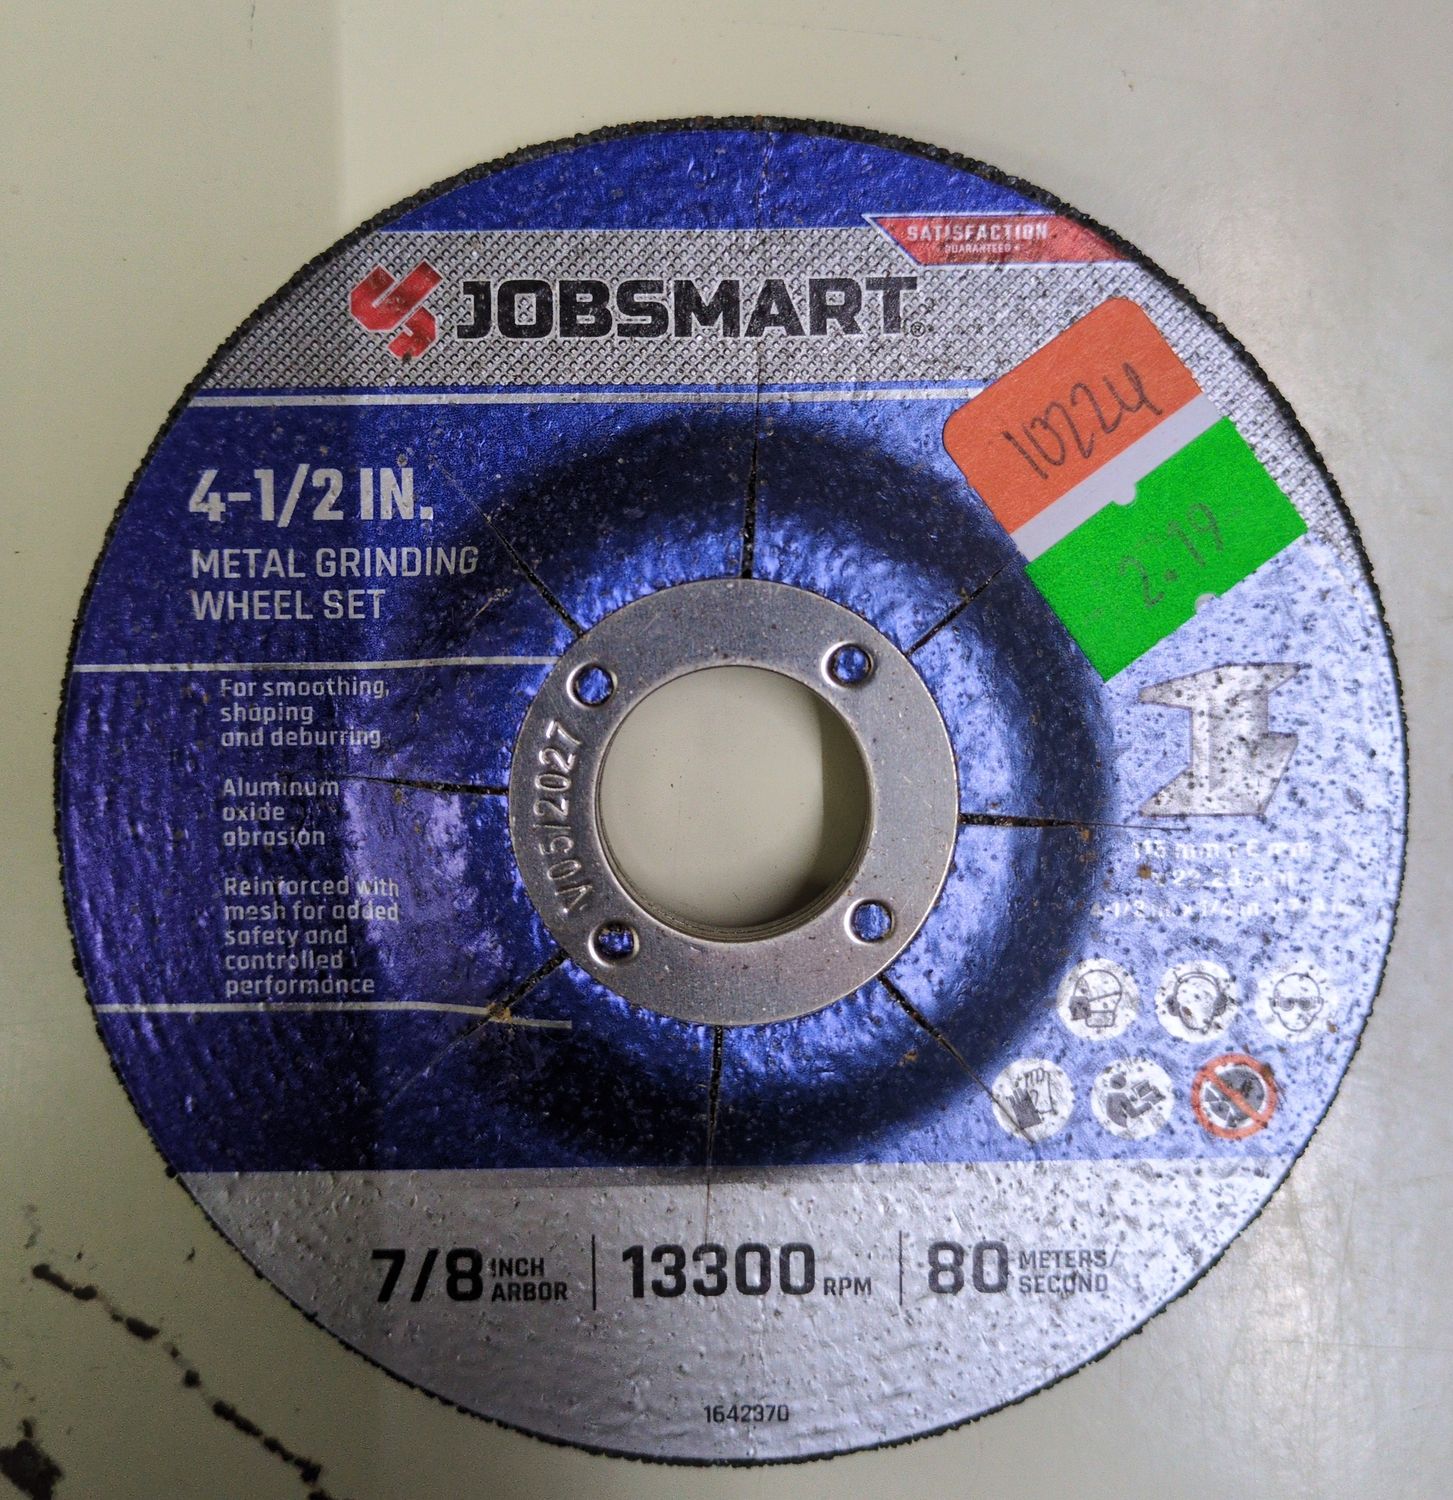 SATISFACTION
GUARANTEED
JOBSMART®
10224
2.19
4-1/2 IN.
METAL GRINDING
WHEEL SET
For smoothing,
shaping
and deburring
Aluminum
oxide
abrasion
Reinforced with
mesh for added
safety and
controlled
performance
V05/2027
7/8 INCH ARBOR
13300 RPM
80 METERS/SECOND
1642370